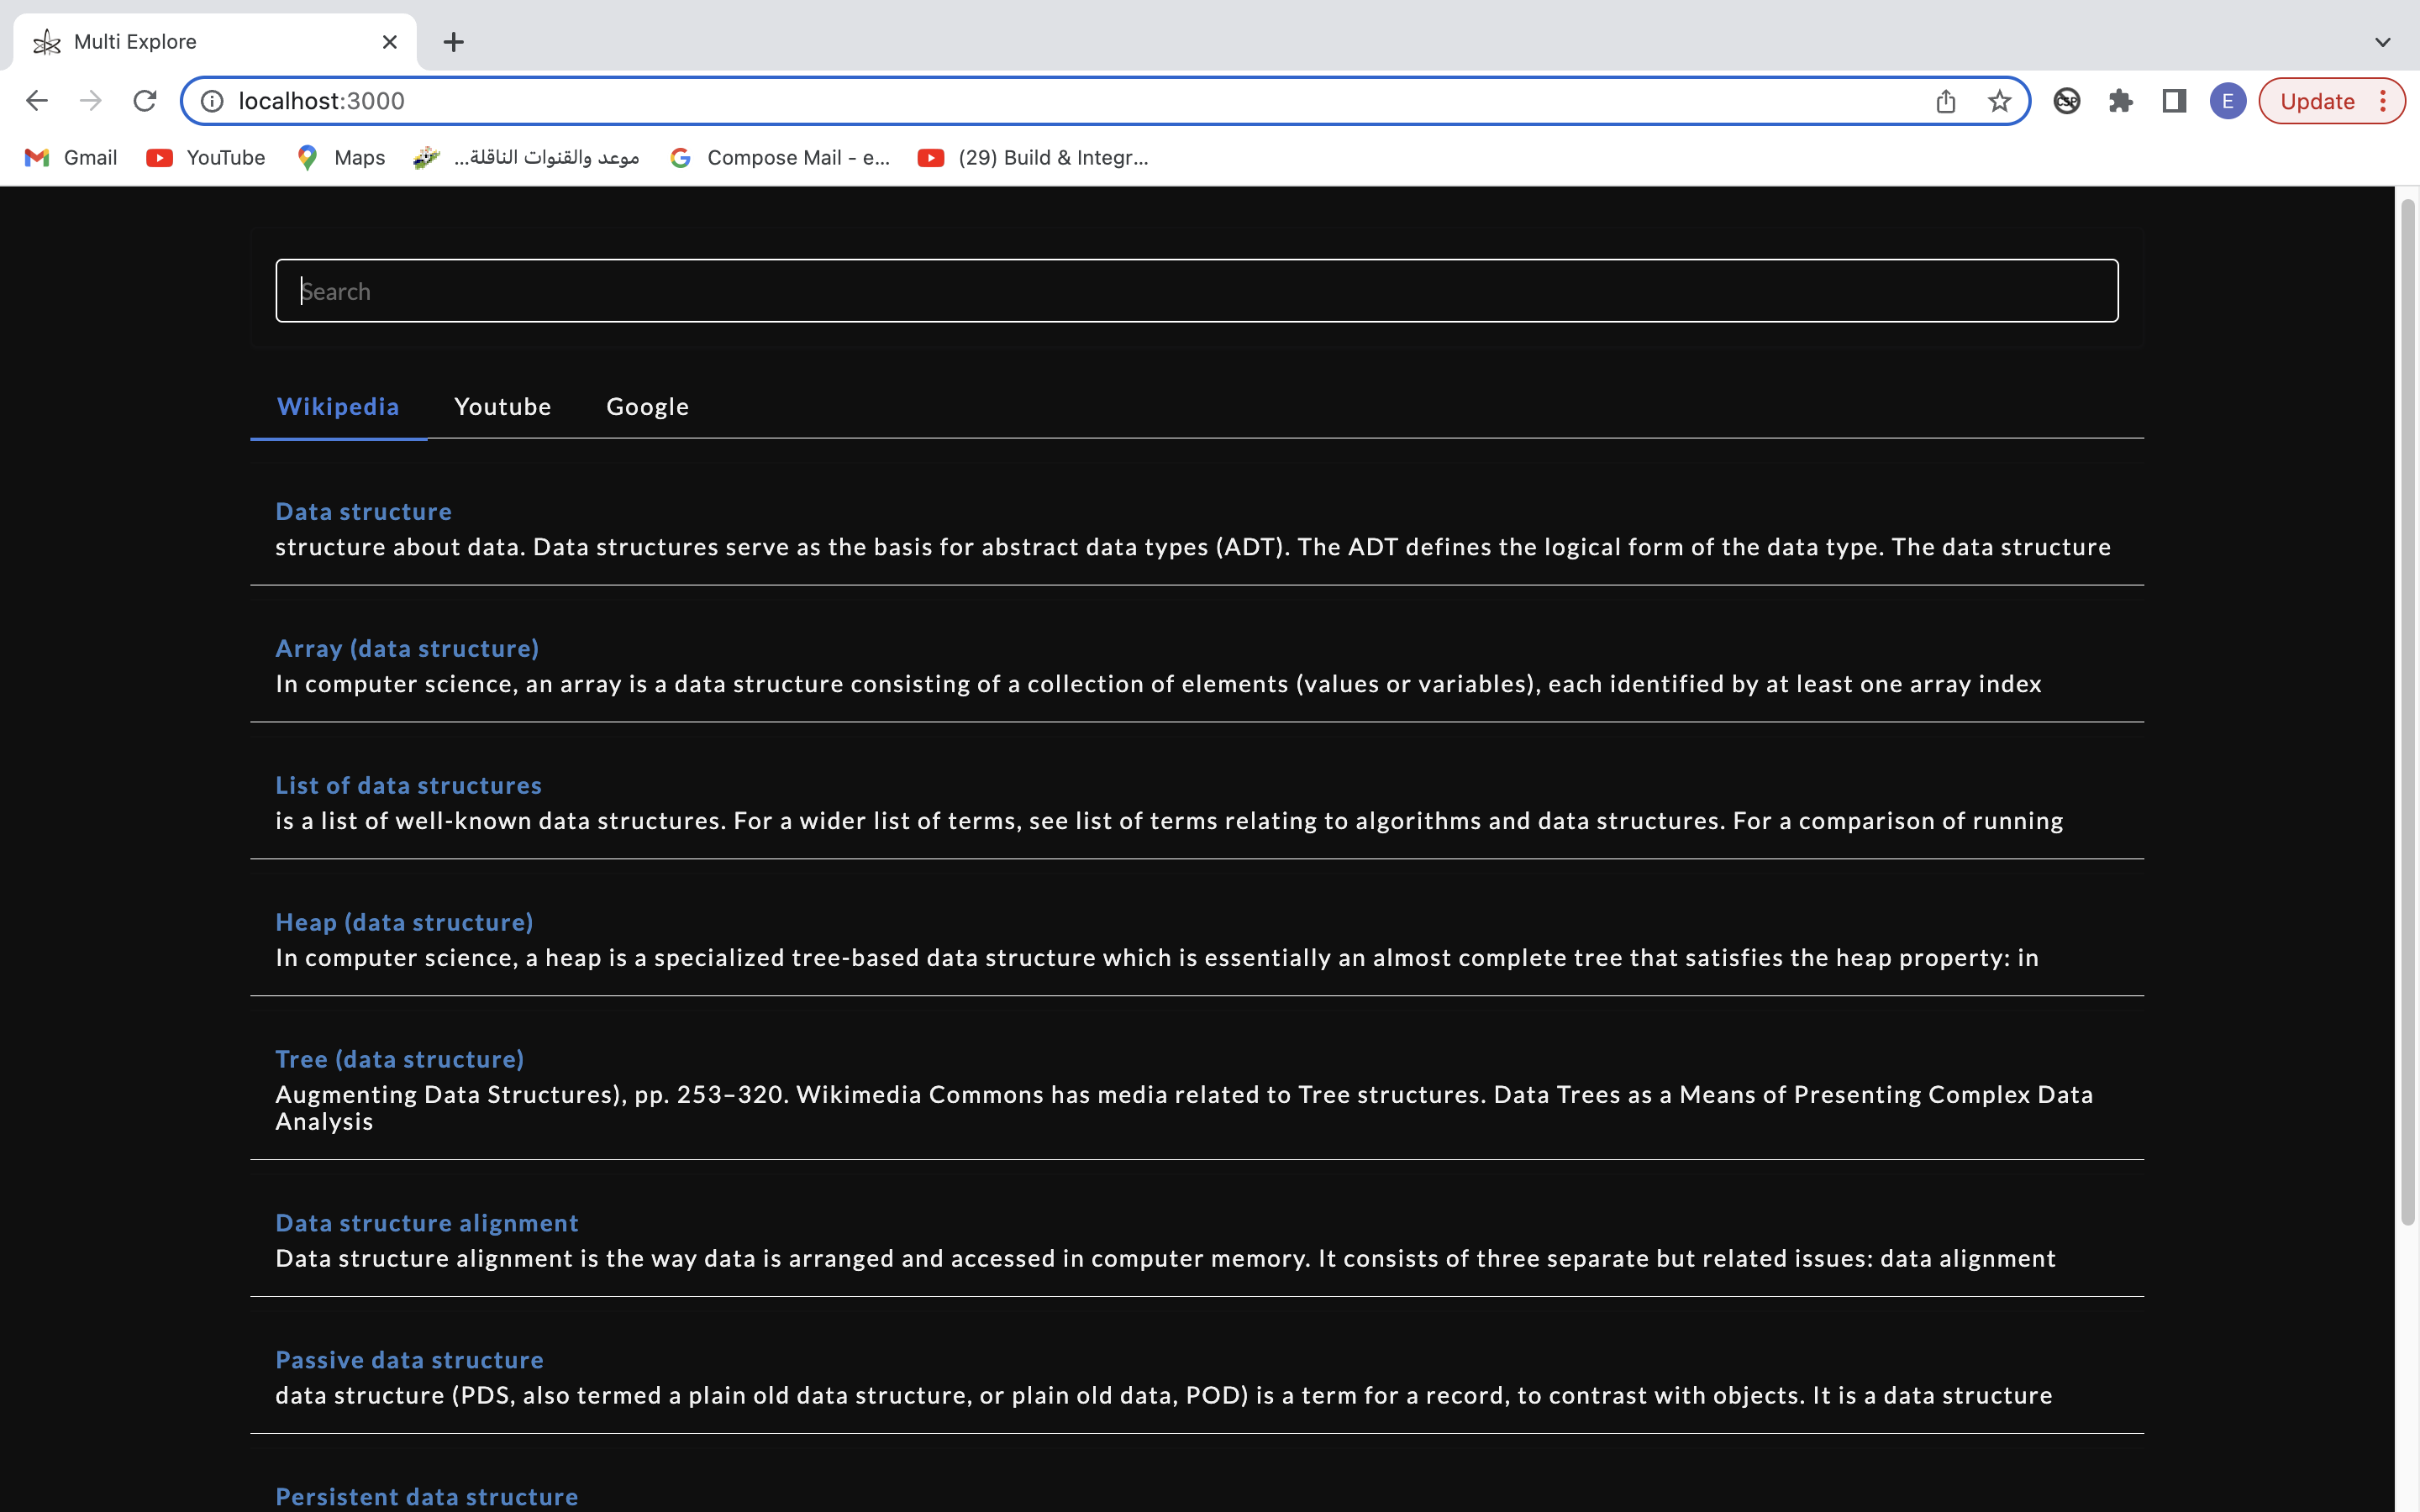 Multi Explore
localhost:3000
E
Update
Gmail
YouTube
Maps
موعد والقنوات الناقلة...
Compose Mail - e...
(29) Build & Integr...
Search
Wikipedia
Youtube
Google
Data structure
structure about data. Data structures serve as the basis for abstract data types (ADT). The ADT defines the logical form of the data type. The data structure
Array (data structure)
In computer science, an array is a data structure consisting of a collection of elements (values or variables), each identified by at least one array index
List of data structures
is a list of well-known data structures. For a wider list of terms, see list of terms relating to algorithms and data structures. For a comparison of running
Heap (data structure)
In computer science, a heap is a specialized tree-based data structure which is essentially an almost complete tree that satisfies the heap property: in
Tree (data structure)
Augmenting Data Structures), pp. 253–320. Wikimedia Commons has media related to Tree structures. Data Trees as a Means of Presenting Complex Data
Analysis
Data structure alignment
Data structure alignment is the way data is arranged and accessed in computer memory. It consists of three separate but related issues: data alignment
Passive data structure
data structure (PDS, also termed a plain old data structure, or plain old data, POD) is a term for a record, to contrast with objects. It is a data structure
Persistent data structure